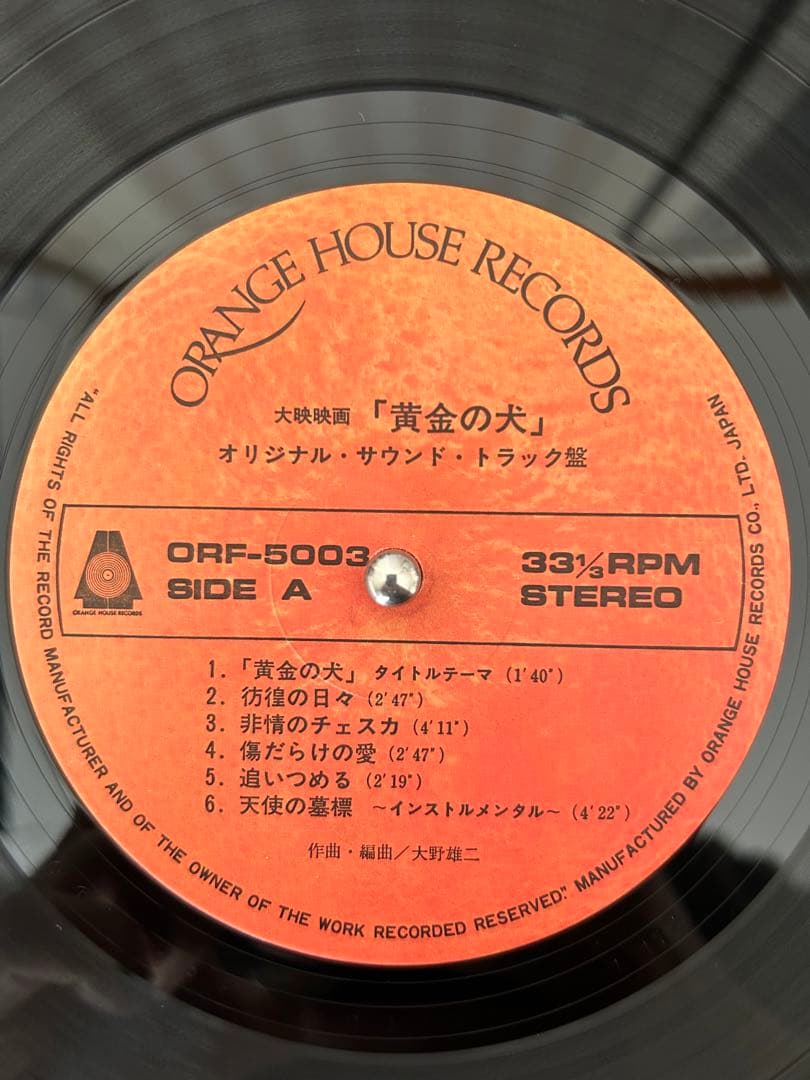 ORANGE HOUSE RECORDS
大映映画 「黄金の犬」
オリジナル・サウンド・トラック盤
ORF-5003 33⅓RPM
SIDE A STEREO
ORANGE HOUSE RECORDS
1. 「黄金の犬」 タイトルテーマ (1'40")
2. 彷徨の日々 (2'47")
3. 非情のチェスカ (4'11")
4. 傷だらけの愛 (2'47")
5. 追いつめる (2'19")
6. 天使の墓標 ～インストルメンタル～ (4'22")
作曲・編曲／大野雄二
"ALL RIGHTS OF THE RECORD MANUFACTURER AND OF THE OWNER OF THE WORK RECORDED RESERVED." MANUFACTURED BY ORANGE HOUSE RECORDS CO., LTD. JAPAN